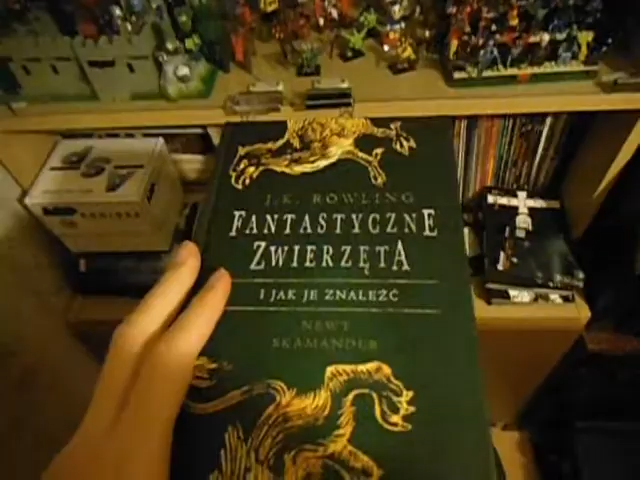 J.K. ROWLING
FANTASTYCZNE
ZWIERZĘTA
I JAK JE ZNALEŹĆ
NEWT
SKAMANDER